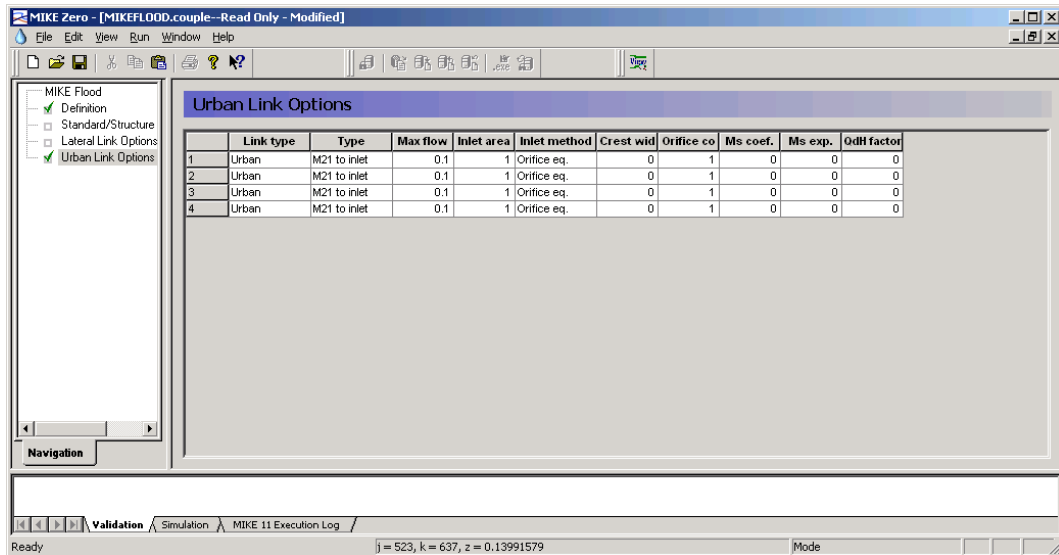 MIKE Zero - [MIKEFLOOD.couple--Read Only - Modified]
File Edit View Run Window Help
MIKE Flood
Definition
Standard/Structure
Lateral Link Options
Urban Link Options
Navigation
Urban Link Options
Link type Type Max flow Inlet area Inlet method Crest wid Orifice co Ms coef. Ms exp. QdH factor
1 Urban M21 to inlet 0.1 1 Orifice eq. 0 1 0 0 0
2 Urban M21 to inlet 0.1 1 Orifice eq. 0 1 0 0 0
3 Urban M21 to inlet 0.1 1 Orifice eq. 0 1 0 0 0
4 Urban M21 to inlet 0.1 1 Orifice eq. 0 1 0 0 0
Validation Simulation MIKE 11 Execution Log
Ready j = 523, k = 637, z = 0.13991579 Mode